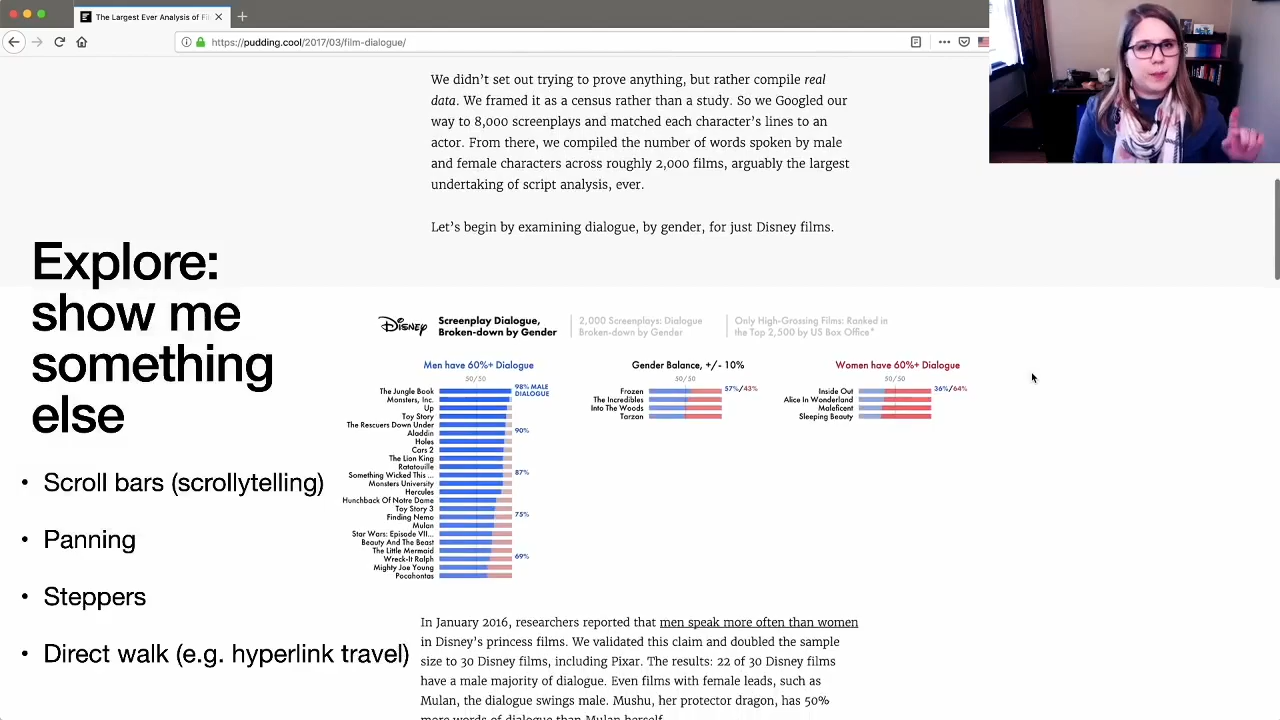 The Largest Ever Analysis of Fi
https://pudding.cool/2017/03/film-dialogue/
We didn't set out trying to prove anything, but rather compile real
data. We framed it as a census rather than a study. So we Googled our
way to 8,000 screenplays and matched each character's lines to an
actor. From there, we compiled the number of words spoken by male
and female characters across roughly 2,000 films, arguably the largest
undertaking of script analysis, ever.
Let's begin by examining dialogue, by gender, for just Disney films.
Explore:
show me
something
else
• Scroll bars (scrollytelling)
• Panning
• Steppers
• Direct walk (e.g. hyperlink travel)
Disney
Screenplay Dialogue,
Broken-down by Gender
2,000 Screenplays: Dialogue
Broken-down by Gender
Only High-Grossing Films: Ranked in
the Top 2,500 by US Box Office*
Men have 60%+ Dialogue
50/50
The Jungle Book
98% MALE
DIALOGUE
Monsters, Inc.
Up
Toy Story
The Rescuers Down Under
Aladdin
90%
Holes
Cars 2
The Lion King
Ratatouille
Something Wicked This ...
87%
Monsters University
Hercules
Hunchback Of Notre Dame
Toy Story 3
Finding Nemo
75%
Mulan
Star Wars: Episode VII...
Beauty And The Beast
The Little Mermaid
Wreck-It Ralph
69%
Mighty Joe Young
Pocahontas
Gender Balance, +/- 10%
50/50
Frozen
57%/43%
The Incredibles
Into The Woods
Tarzan
Women have 60%+ Dialogue
50/50
Inside Out
36%/64%
Alice In Wonderland
Maleficent
Sleeping Beauty
In January 2016, researchers reported that men speak more often than women
in Disney's princess films. We validated this claim and doubled the sample
size to 30 Disney films, including Pixar. The results: 22 of 30 Disney films
have a male majority of dialogue. Even films with female leads, such as
Mulan, the dialogue swings male. Mushu, her protector dragon, has 50%
more words of dialogue than Mulan herself.